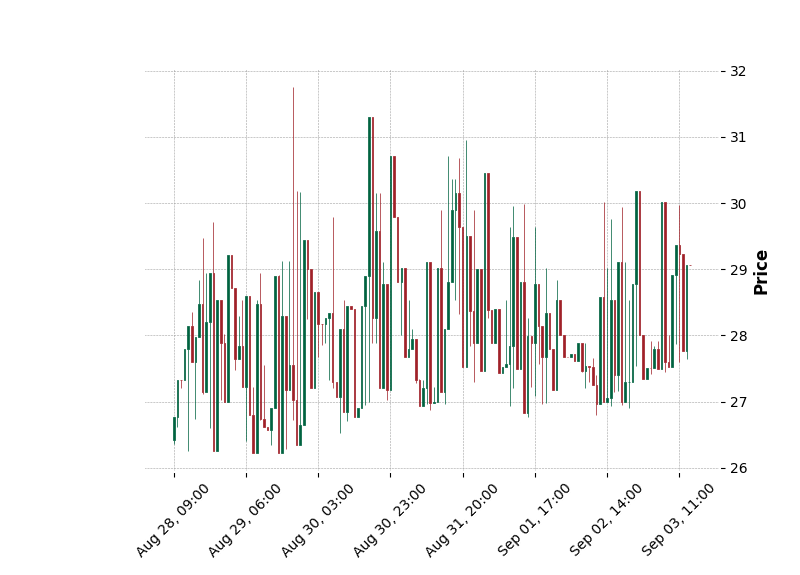 32
31
30
29
28
27
26
Price
Aug 28, 09:00
Aug 29, 06:00
Aug 30, 03:00
Aug 30, 23:00
Aug 31, 20:00
Sep 01, 17:00
Sep 02, 14:00
Sep 03, 11:00